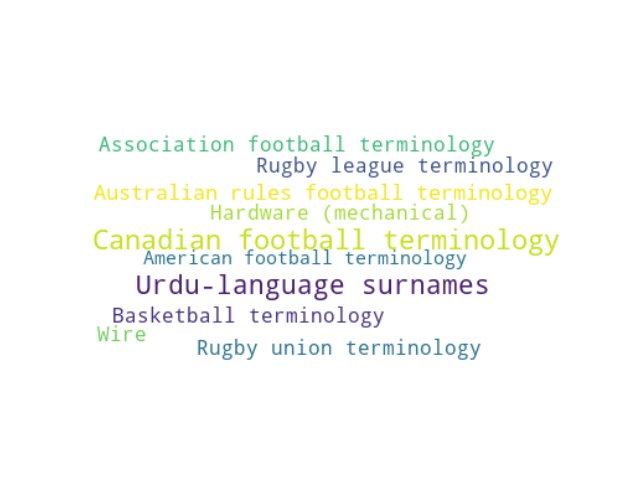 Association football terminology
Rugby league terminology
Australian rules football terminology
Hardware (mechanical)
Canadian football terminology
American football terminology
Urdu-language surnames
Basketball terminology
Wire
Rugby union terminology